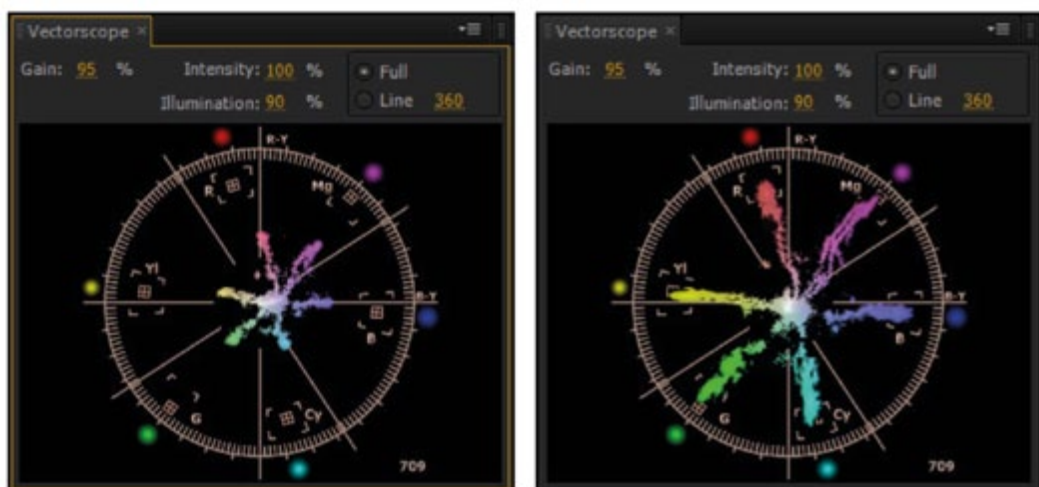 Vectorscope ×
Gain: 95 % Intensity: 100 % Full
Illumination: 90 % Line 360
R-Y
R
Mg
Yl
R-Y
B
G
Cy
709
Vectorscope ×
Gain: 95 % Intensity: 100 % Full
Illumination: 90 % Line 360
R-Y
R
Mg
Yl
R-Y
B
G
Cy
709